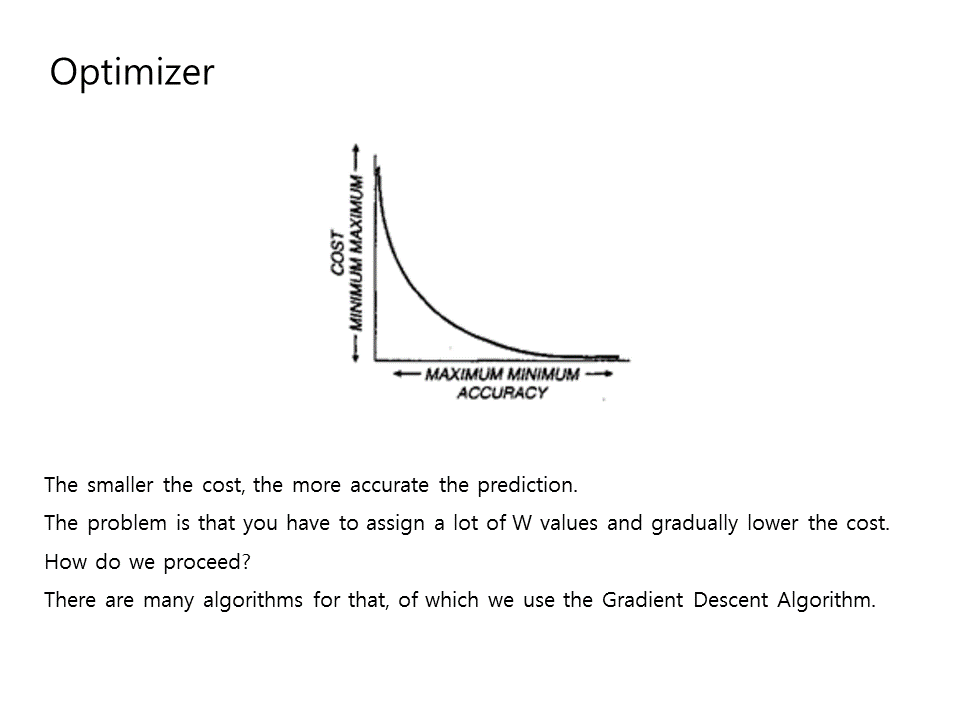 Optimizer
COST
MINIMUM MAXIMUM
MAXIMUM MINIMUM
ACCURACY
The smaller the cost, the more accurate the prediction.
The problem is that you have to assign a lot of W values and gradually lower the cost.
How do we proceed?
There are many algorithms for that, of which we use the Gradient Descent Algorithm.